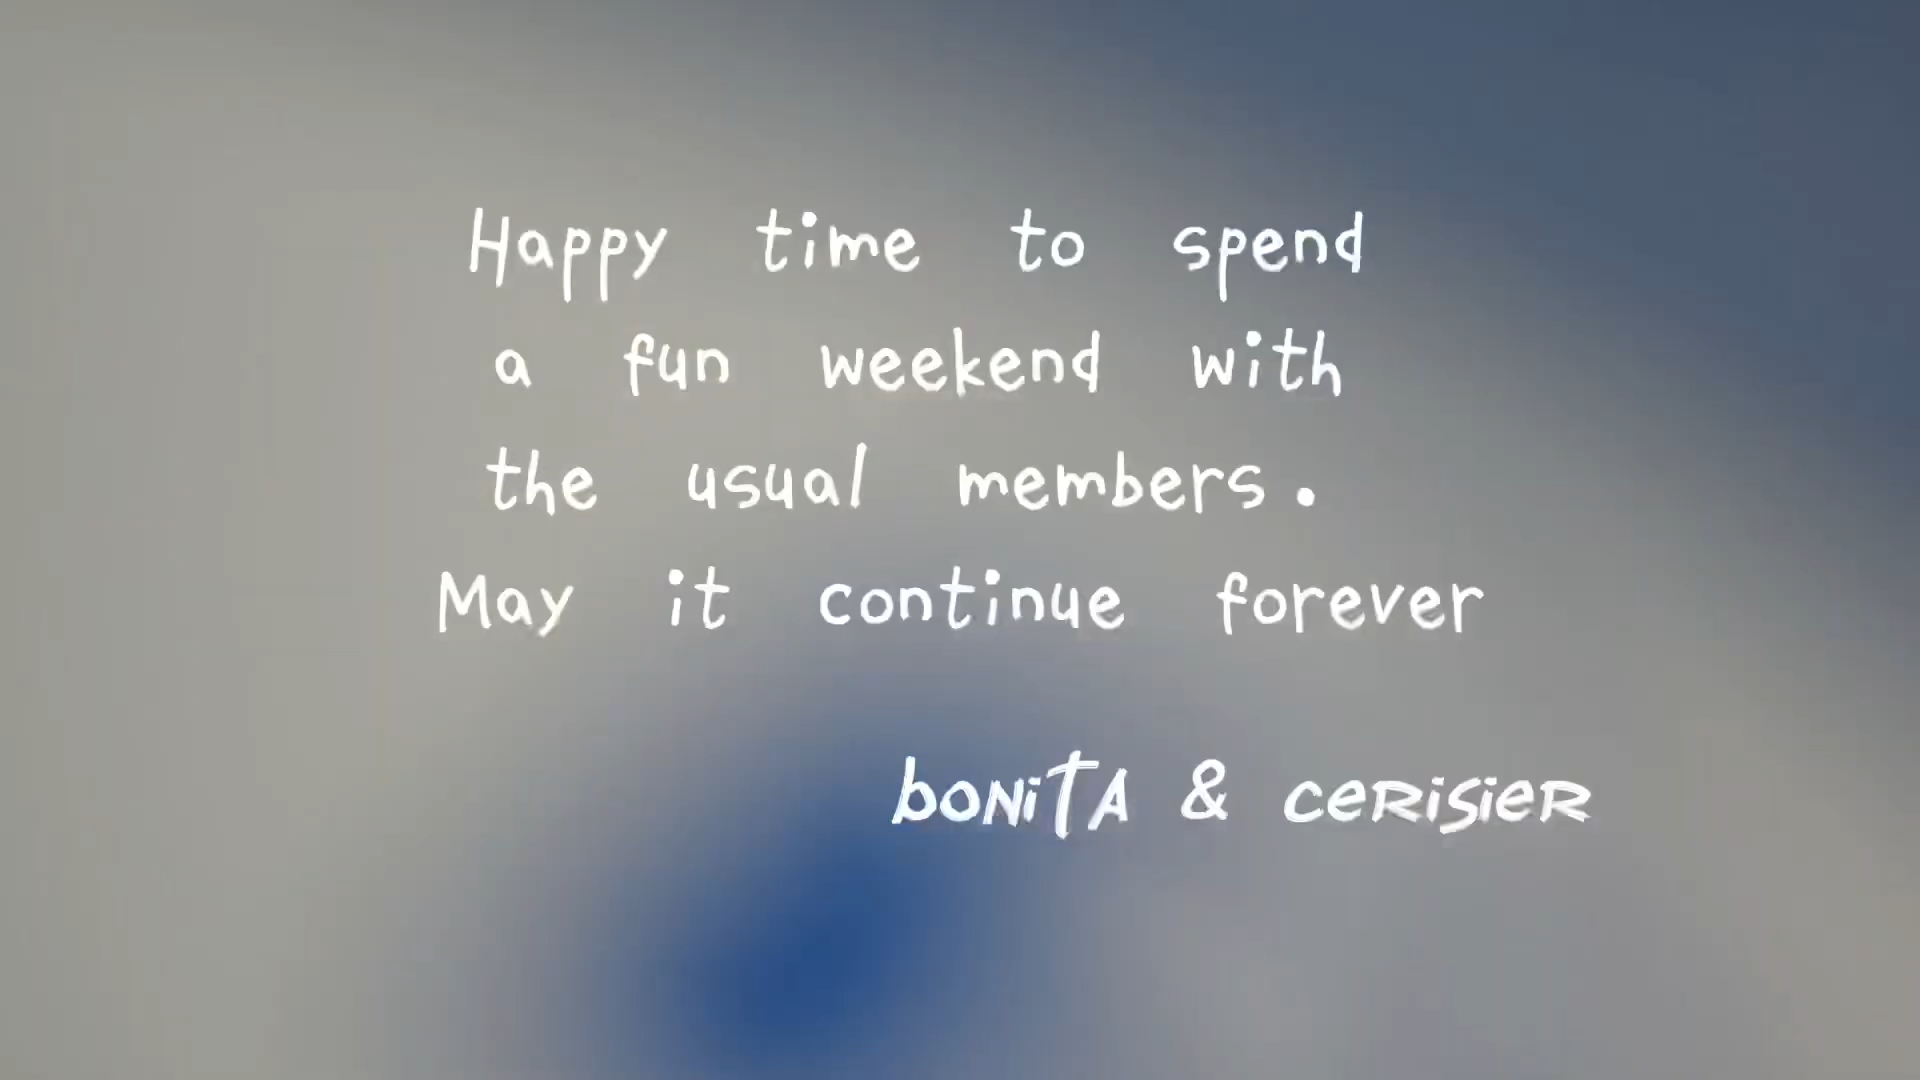 Happy time to spend
a fun weekend with
the usual members.
May it continue forever
boNiTA & CeRiSieR